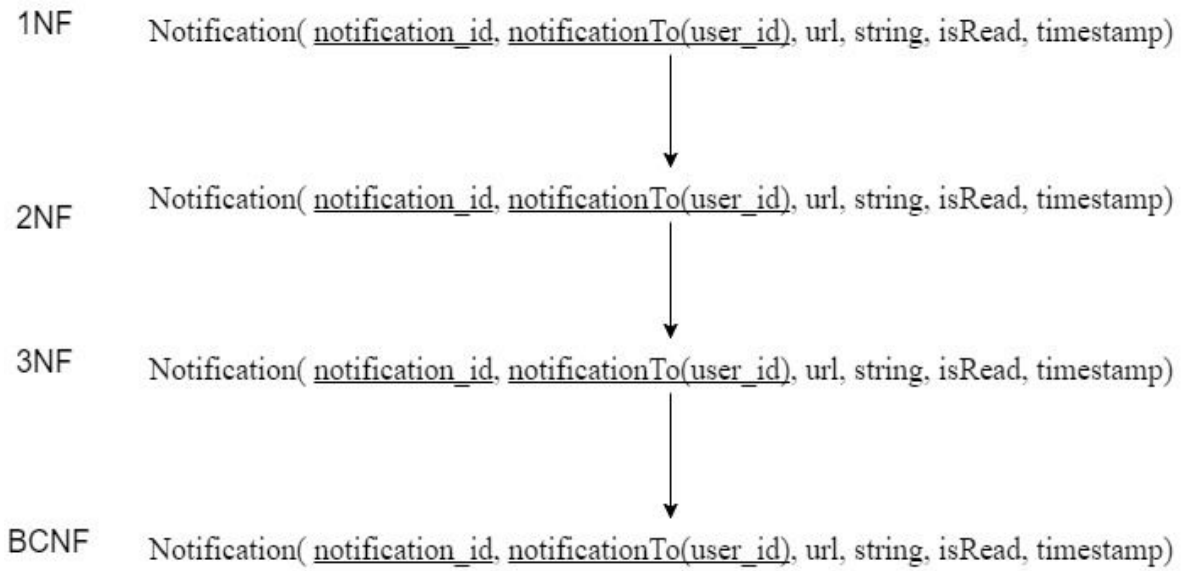 1NF Notification( notification_id, notificationTo(user_id), url, string, isRead, timestamp)
2NF Notification( notification_id, notificationTo(user_id), url, string, isRead, timestamp)
3NF Notification( notification_id, notificationTo(user_id), url, string, isRead, timestamp)
BCNF Notification( notification_id, notificationTo(user_id), url, string, isRead, timestamp)